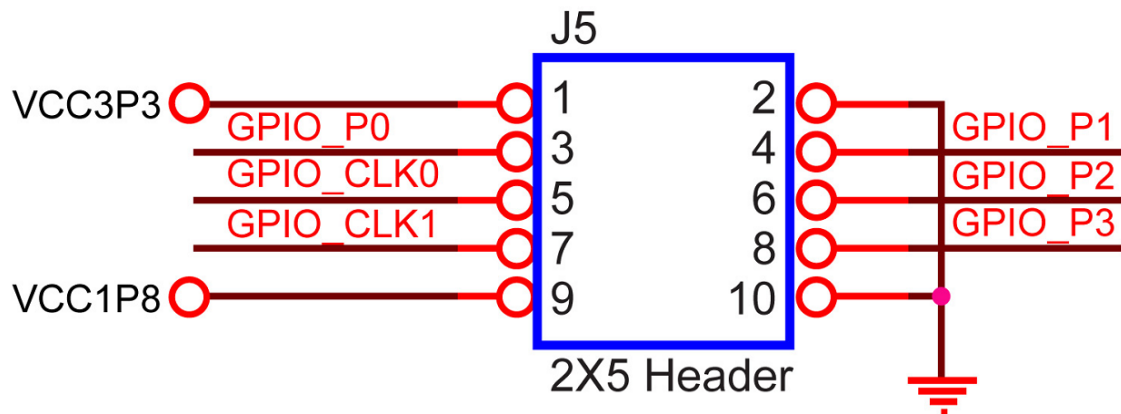 J5
VCC3P3 1 2
GPIO_P0 3 4 GPIO_P1
GPIO_CLK0 5 6 GPIO_P2
GPIO_CLK1 7 8 GPIO_P3
VCC1P8 9 10
2X5 Header